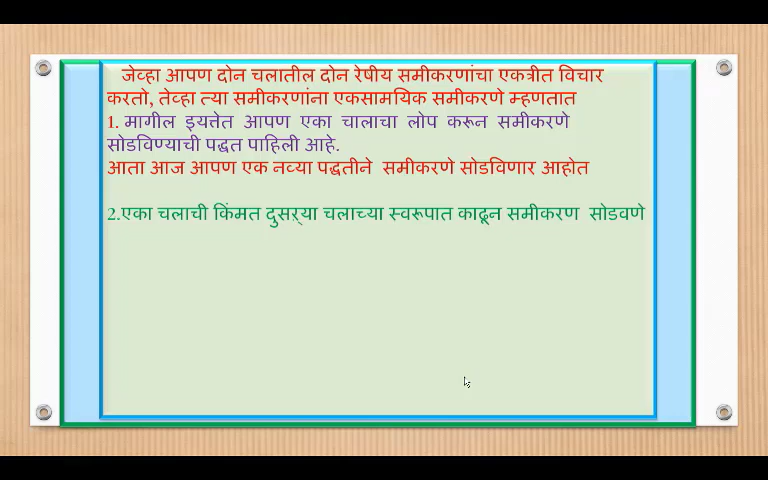 जेव्हा आपण दोन चलातील दोन रेषीय समीकरणांचा एकत्रीत विचार
करतो, तेव्हा त्या समीकरणांना एकसामयिक समीकरणे म्हणतात
1. मागील इयत्तेत आपण एका चालाचा लोप करून समीकरणे
सोडविण्याची पद्धत पाहिली आहे.
आता आज आपण एक नव्या पद्धतीने समीकरणे सोडविणार आहोत
2.एका चलाची किंमत दुसऱ्या चलाच्या स्वरूपात काढून समीकरण सोडवणे